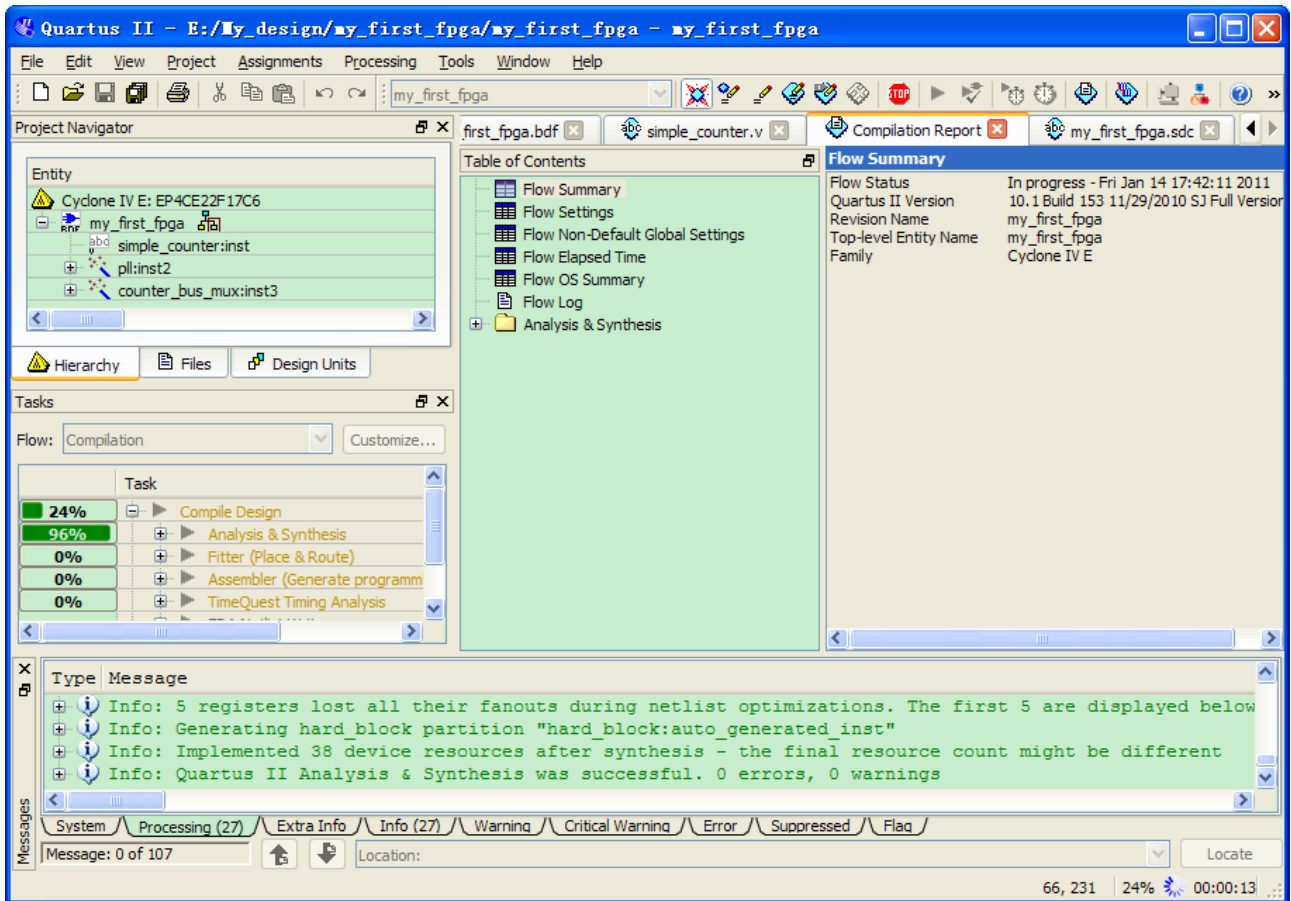 Quartus II - E:/My_design/my_first_fpga/my_first_fpga - my_first_fpga
File Edit View Project Assignments Processing Tools Window Help
my_first_fpga
STOP
»
Project Navigator
Entity
Cyclone IV E: EP4CE22F17C6
BDF my_first_fpga
abc simple_counter:inst
pll:inst2
counter_bus_mux:inst3
Hierarchy Files Design Units
Tasks
Flow: Compilation Customize...
Task
24% Compile Design
96% Analysis & Synthesis
0% Fitter (Place & Route)
0% Assembler (Generate programm
0% TimeQuest Timing Analysis
first_fpga.bdf abc simple_counter.v Compilation Report abc my_first_fpga.sdc
Table of Contents
Flow Summary
Flow Settings
Flow Non-Default Global Settings
Flow Elapsed Time
Flow OS Summary
Flow Log
Analysis & Synthesis
Flow Summary
Flow Status In progress - Fri Jan 14 17:42:11 2011
Quartus II Version 10.1 Build 153 11/29/2010 SJ Full Version
Revision Name my_first_fpga
Top-level Entity Name my_first_fpga
Family Cyclone IV E
Type Message
Info: 5 registers lost all their fanouts during netlist optimizations. The first 5 are displayed below
Info: Generating hard_block partition "hard_block:auto_generated_inst"
Info: Implemented 38 device resources after synthesis - the final resource count might be different
Info: Quartus II Analysis & Synthesis was successful. 0 errors, 0 warnings
System Processing (27) Extra Info Info (27) Warning Critical Warning Error Suppressed Flag
Messages
Message: 0 of 107 Location: Locate
66, 231 24% 00:00:13